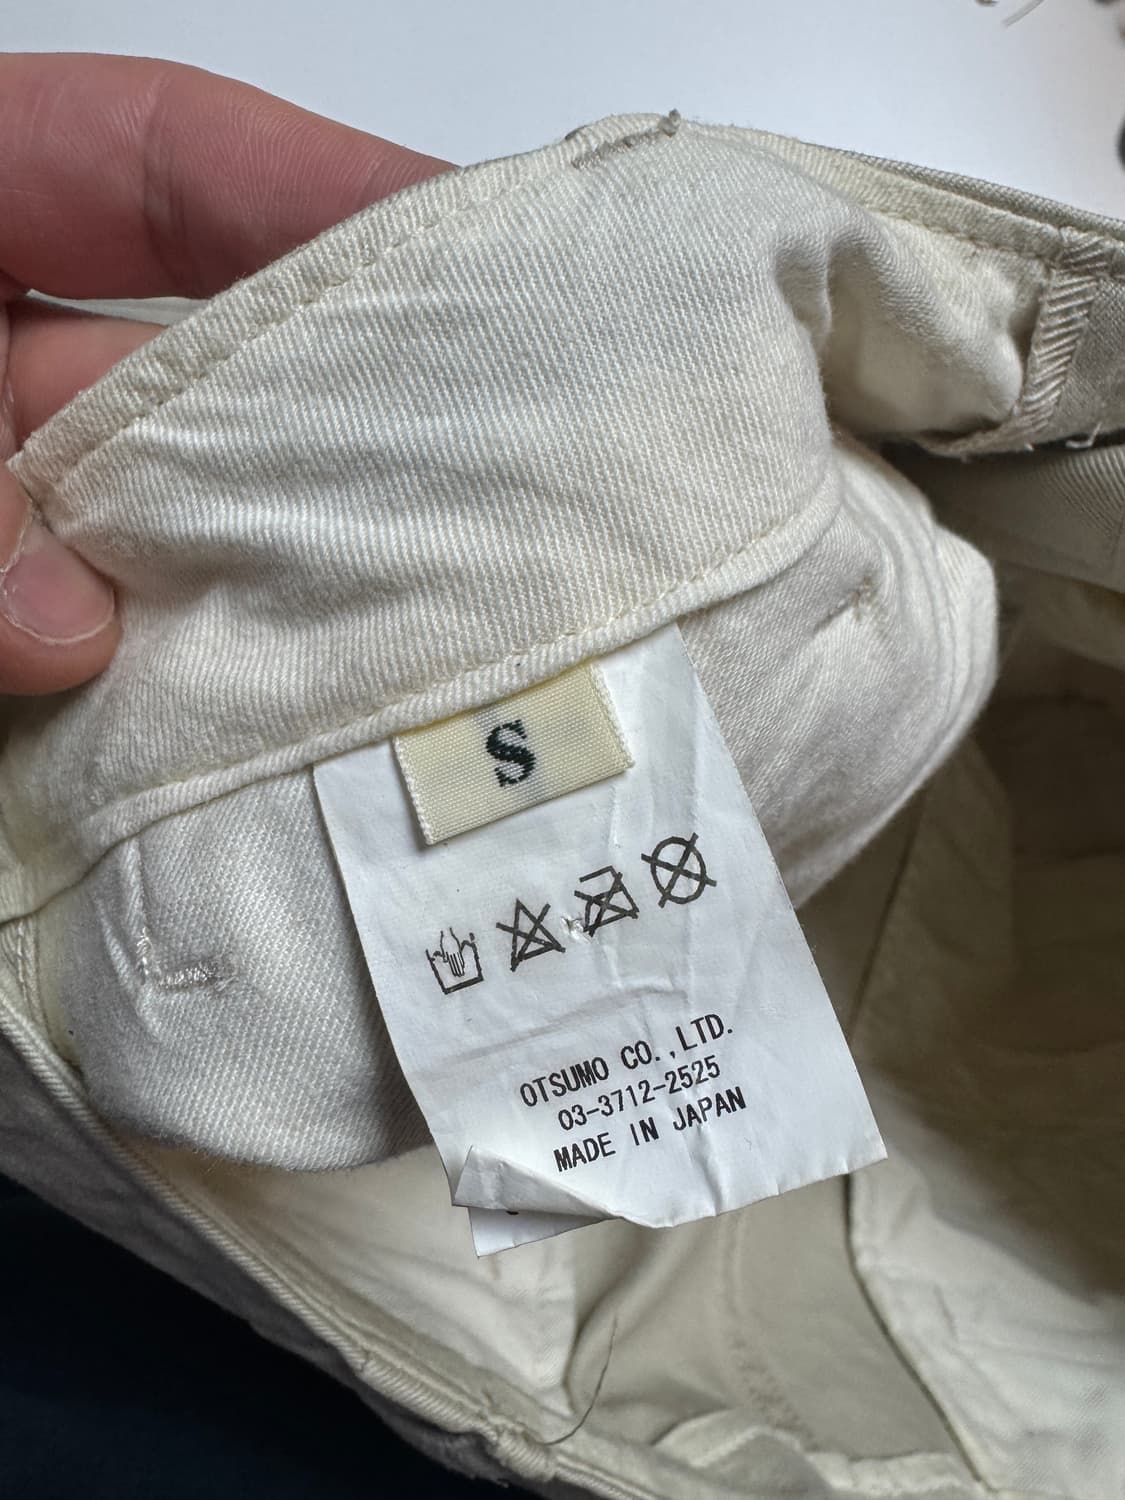 S
OTSUMO CO.,LTD.
03-3712-2525
MADE IN JAPAN